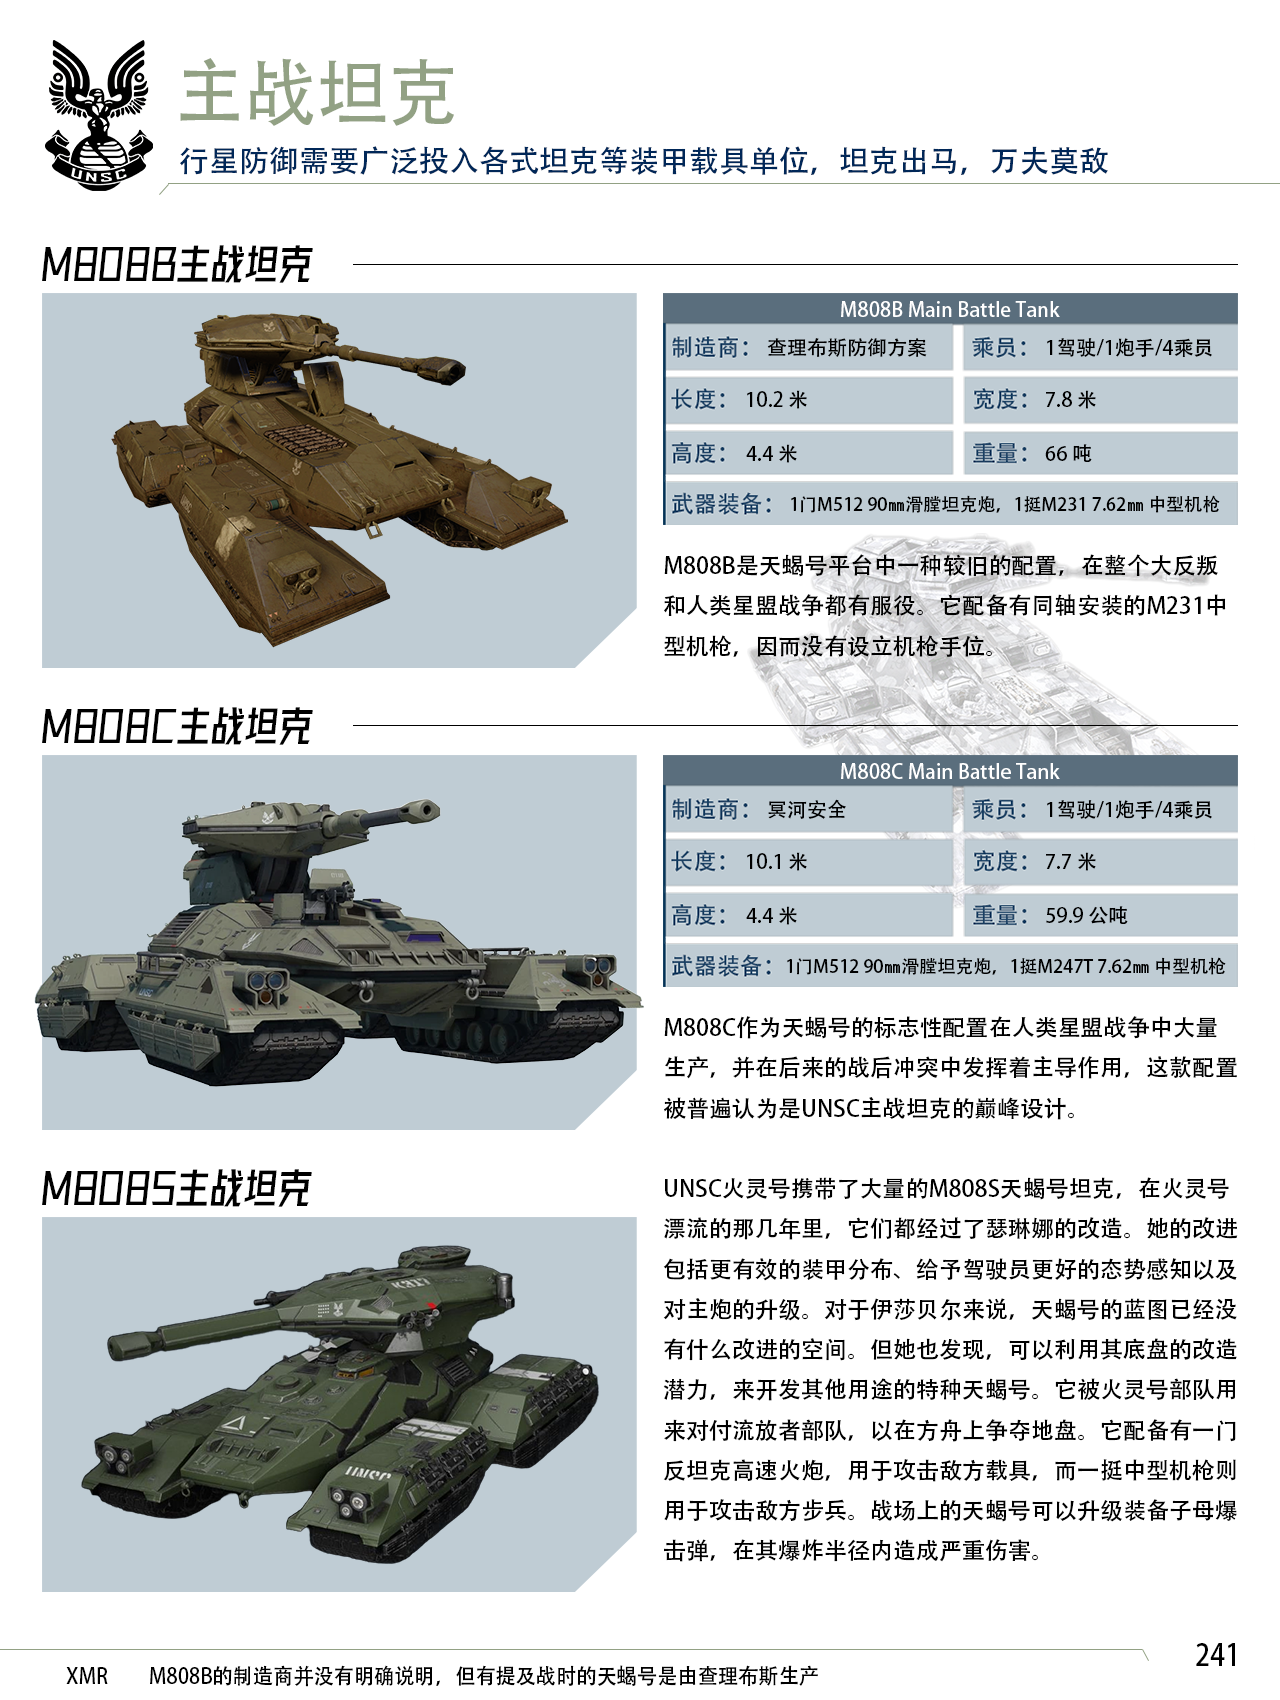 UNSC
主战坦克
行星防御需要广泛投入各式坦克等装甲载具单位，坦克出马，万夫莫敌
M808B主战坦克
M808B Main Battle Tank
制造商： 查理布斯防御方案 乘员： 1驾驶/1炮手/4乘员
长度： 10.2 米 宽度： 7.8 米
高度： 4.4 米 重量： 66 吨
武器装备： 1门M512 90㎜滑膛坦克炮，1挺M231 7.62㎜ 中型机枪
M808B是天蝎号平台中一种较旧的配置，在整个大反叛
和人类星盟战争都有服役。它配备有同轴安装的M231中
型机枪，因而没有设立机枪手位。
M808C主战坦克
M808C Main Battle Tank
制造商： 冥河安全 乘员： 1驾驶/1炮手/4乘员
长度： 10.1 米 宽度： 7.7 米
高度： 4.4 米 重量： 59.9 公吨
武器装备： 1门M512 90㎜滑膛坦克炮，1挺M247T 7.62㎜ 中型机枪
M808C作为天蝎号的标志性配置在人类星盟战争中大量
生产，并在后来的战后冲突中发挥着主导作用，这款配置
被普遍认为是UNSC主战坦克的巅峰设计。
M808S主战坦克
UNSC
UNSC火灵号携带了大量的M808S天蝎号坦克，在火灵号
漂流的那几年里，它们都经过了瑟琳娜的改造。她的改进
包括更有效的装甲分布、给予驾驶员更好的态势感知以及
对主炮的升级。对于伊莎贝尔来说，天蝎号的蓝图已经没
有什么改进的空间。但她也发现，可以利用其底盘的改造
潜力，来开发其他用途的特种天蝎号。它被火灵号部队用
来对付流放者部队，以在方舟上争夺地盘。它配备有一门
反坦克高速火炮，用于攻击敌方载具，而一挺中型机枪则
用于攻击敌方步兵。战场上的天蝎号可以升级装备子母爆
击弹，在其爆炸半径内造成严重伤害。
241
XMR M808B的制造商并没有明确说明，但有提及战时的天蝎号是由查理布斯生产